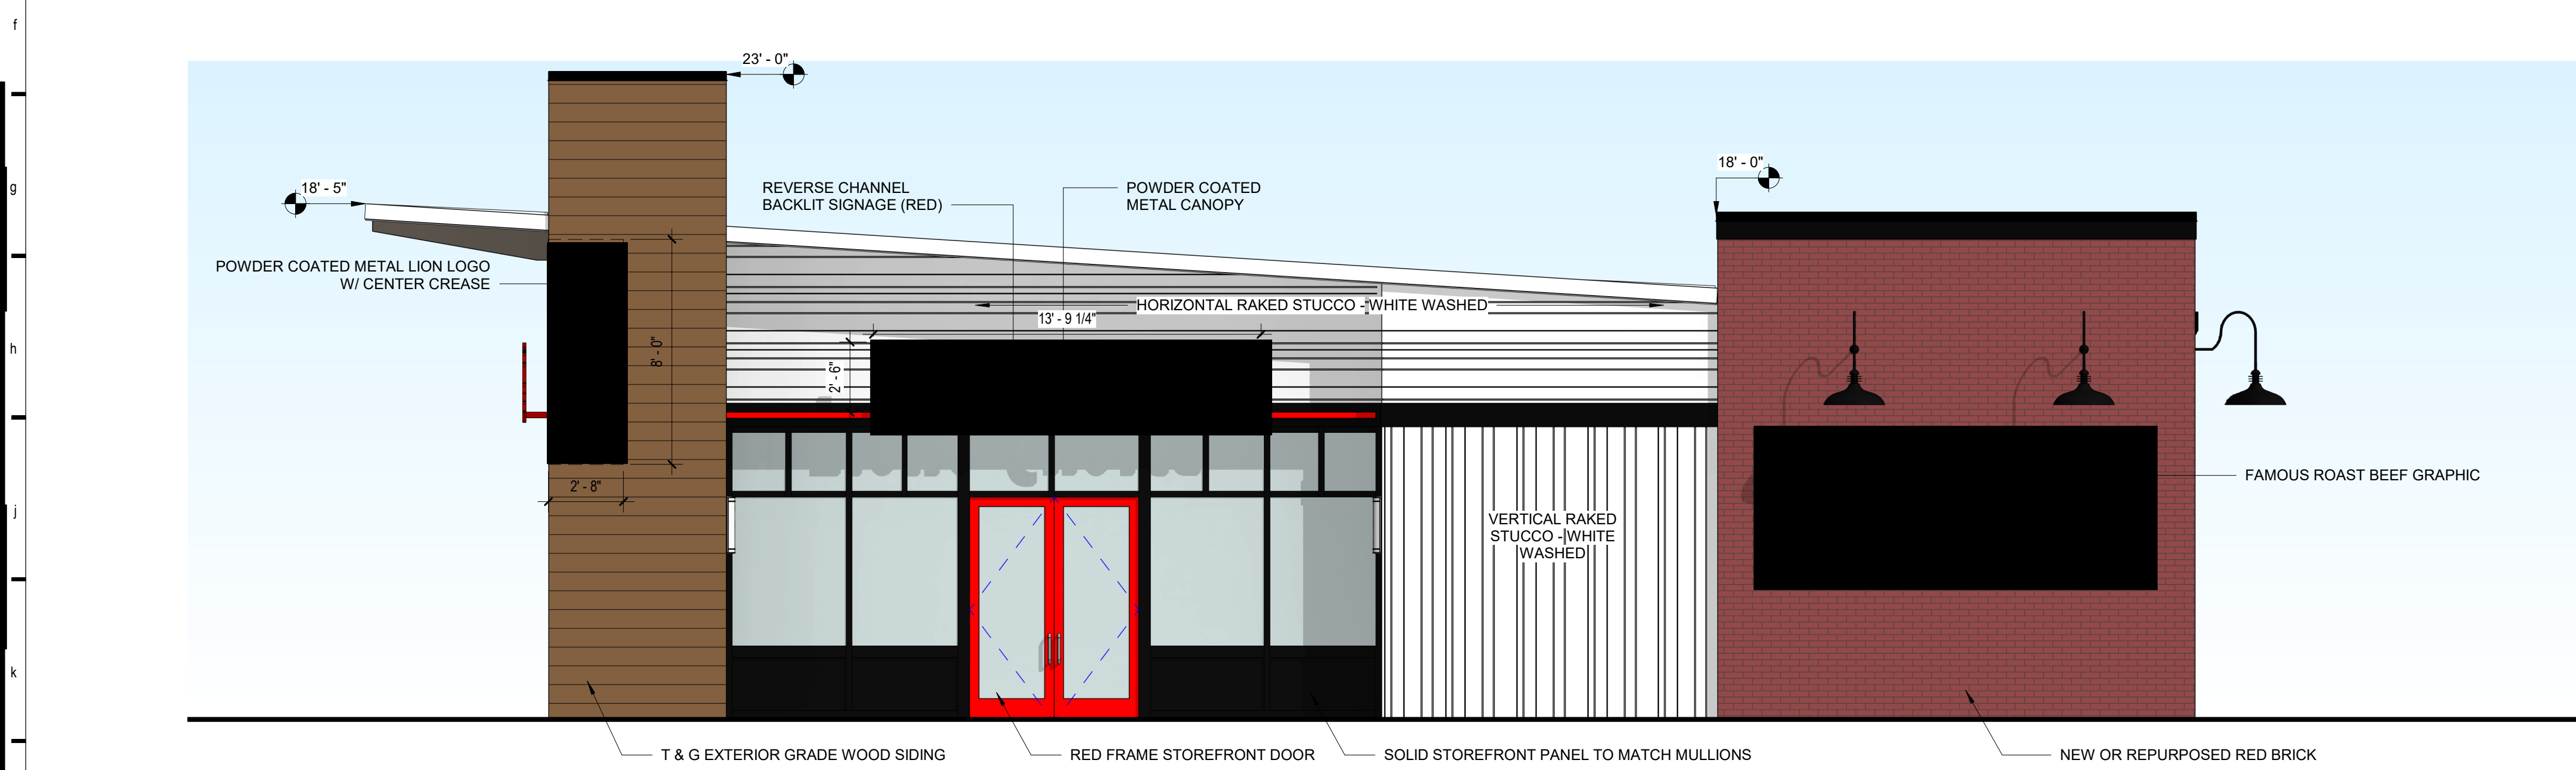 f
g
h
j
k
23' - 0"
18' - 5"
18' - 0"
REVERSE CHANNEL
BACKLIT SIGNAGE (RED)
POWDER COATED
METAL CANOPY
POWDER COATED METAL LION LOGO
W/ CENTER CREASE
HORIZONTAL RAKED STUCCO - WHITE WASHED
13' - 9 1/4"
8' - 0"
2' - 6"
2' - 8"
FAMOUS ROAST BEEF GRAPHIC
VERTICAL RAKED
STUCCO - WHITE
WASHED
T & G EXTERIOR GRADE WOOD SIDING
RED FRAME STOREFRONT DOOR
SOLID STOREFRONT PANEL TO MATCH MULLIONS
NEW OR REPURPOSED RED BRICK